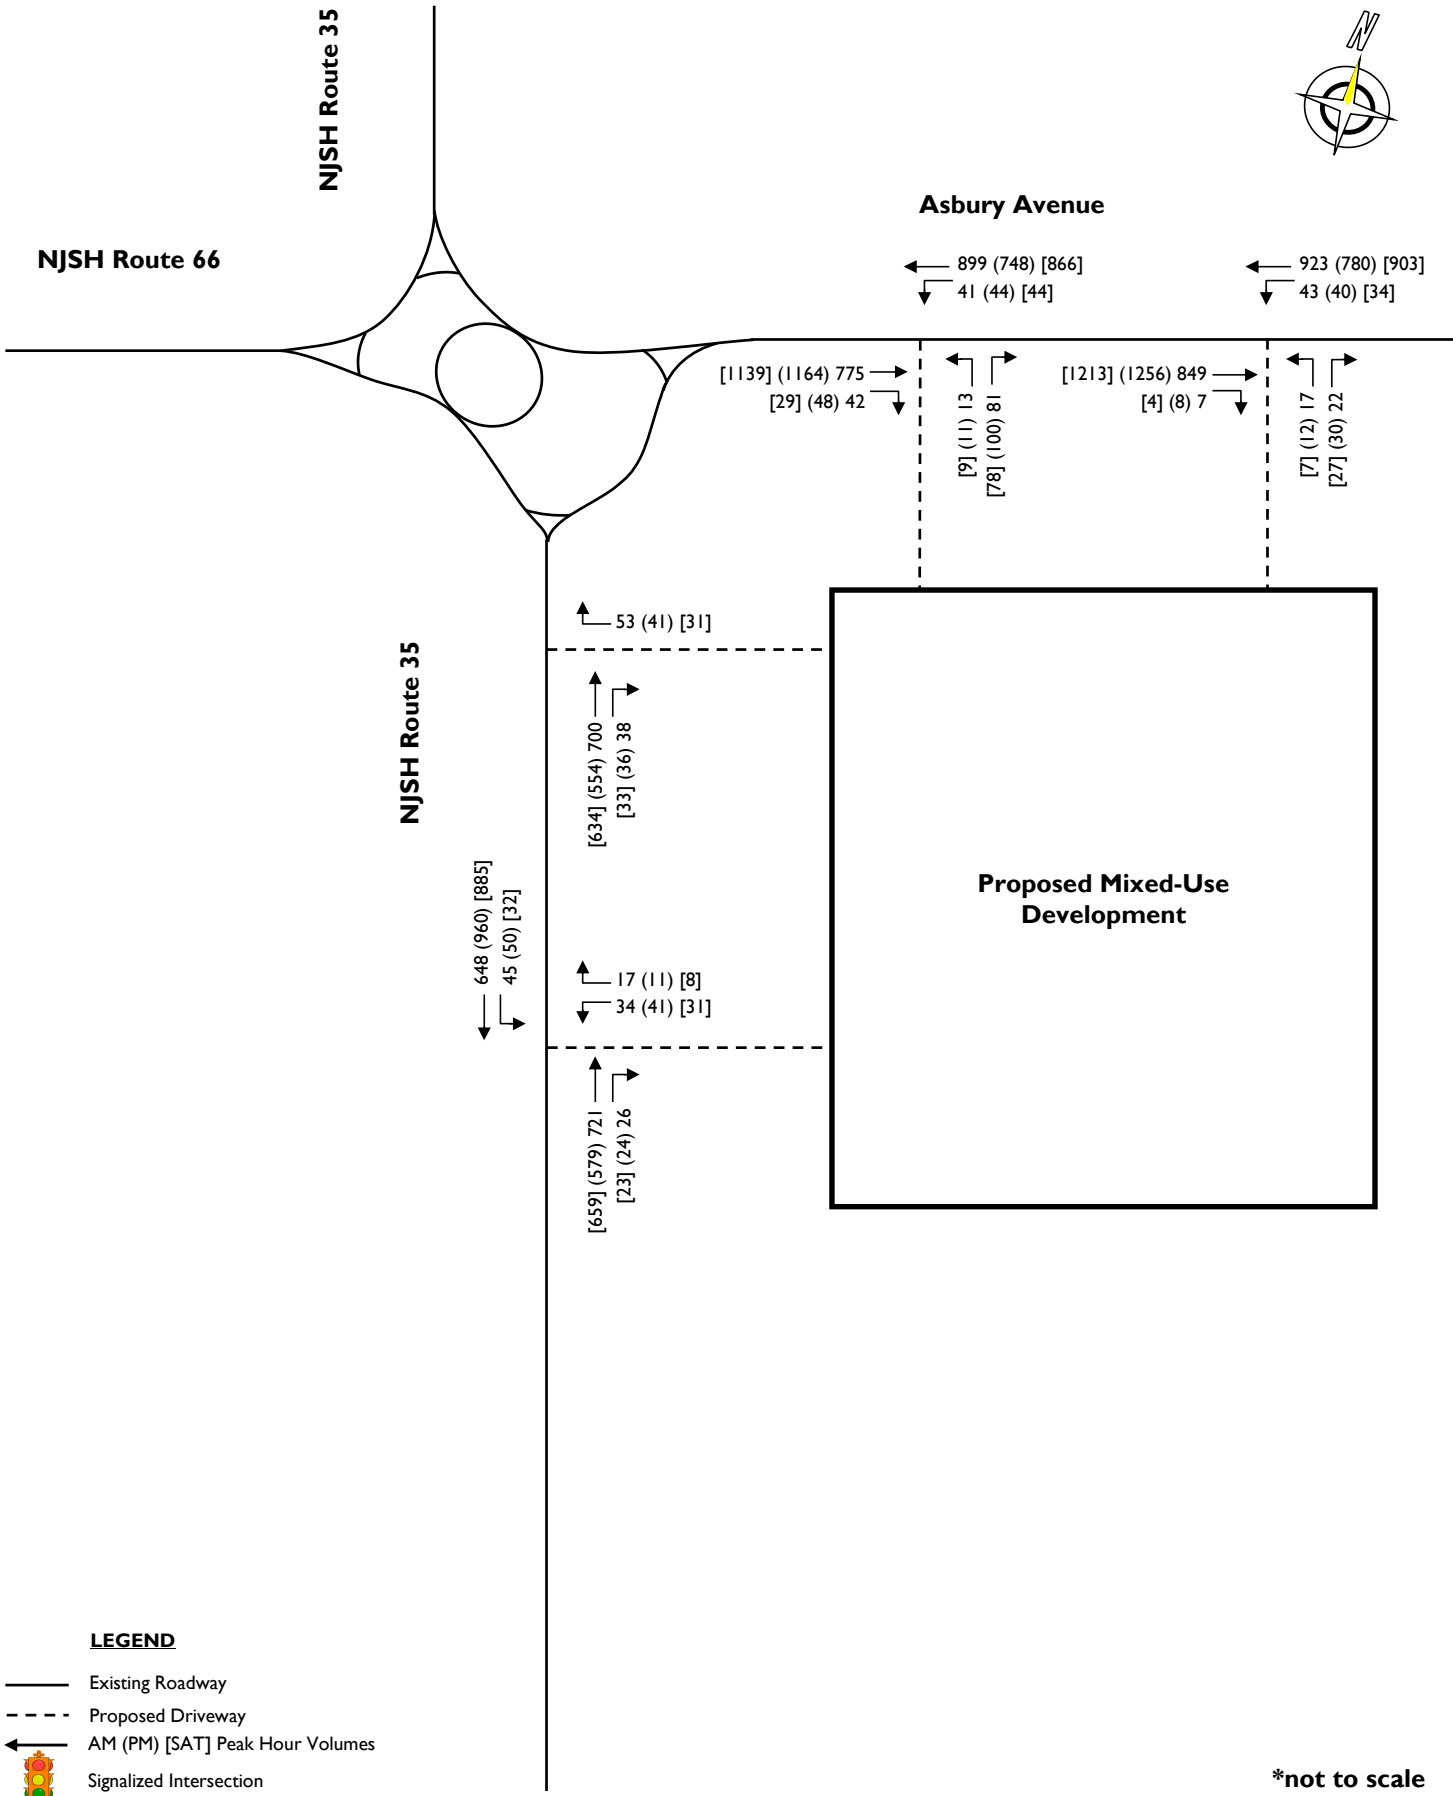 NJSH Route 35
N
Asbury Avenue
NJSH Route 66
899 (748) [866]
41 (44) [44]
923 (780) [903]
43 (40) [34]
[1139] (1164) 775
[29] (48) 42
[9] (11) 13
[78] (100) 81
[1213] (1256) 849
[4] (8) 7
[7] (12) 17
[27] (30) 22
53 (41) [31]
NJSH Route 35
[634] (554) 700
[33] (36) 38
648 (960) [885]
45 (50) [32]
Proposed Mixed-Use
Development
17 (11) [8]
34 (41) [31]
[659] (579) 721
[23] (24) 26
LEGEND
Existing Roadway
Proposed Driveway
AM (PM) [SAT] Peak Hour Volumes
Signalized Intersection
*not to scale